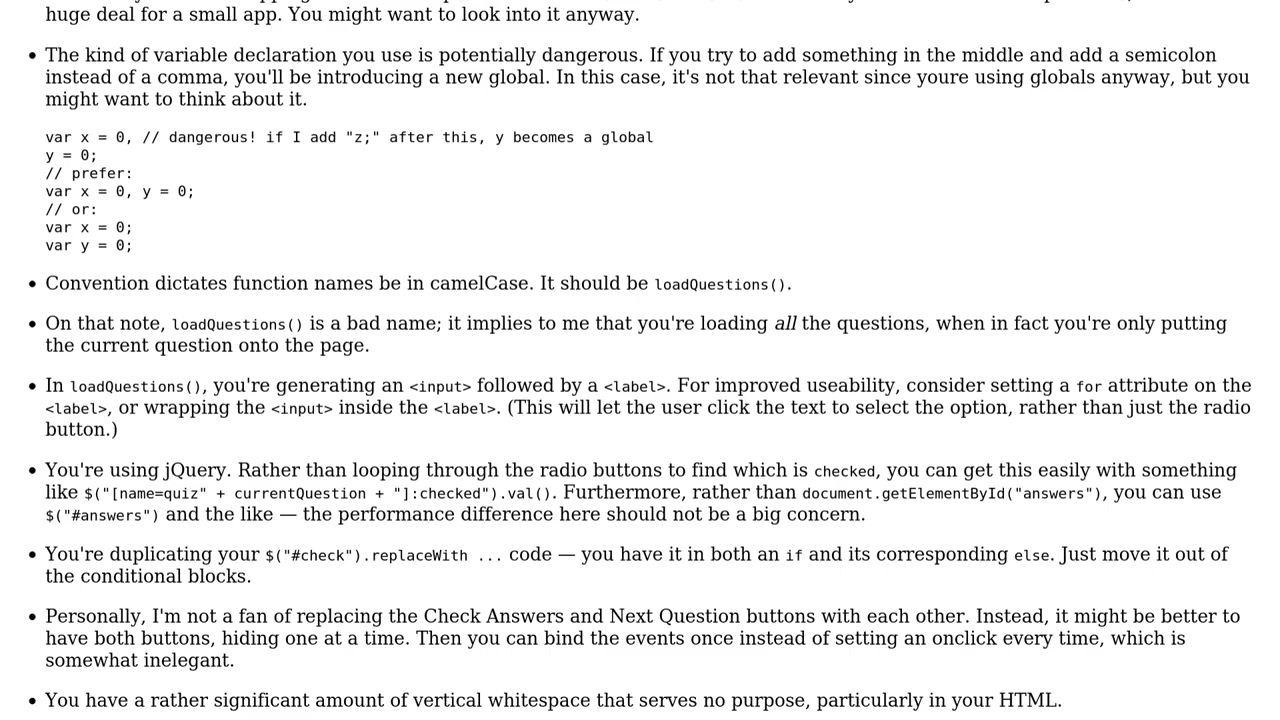 huge deal for a small app. You might want to look into it anyway.
• The kind of variable declaration you use is potentially dangerous. If you try to add something in the middle and add a semicolon
instead of a comma, you'll be introducing a new global. In this case, it's not that relevant since youre using globals anyway, but you
might want to think about it.
var x = 0, // dangerous! if I add "z;" after this, y becomes a global
y = 0;
// prefer:
var x = 0, y = 0;
// or:
var x = 0;
var y = 0;
• Convention dictates function names be in camelCase. It should be loadQuestions().
• On that note, loadQuestions() is a bad name; it implies to me that you're loading all the questions, when in fact you're only putting
the current question onto the page.
• In loadQuestions(), you're generating an <input> followed by a <label>. For improved useability, consider setting a for attribute on the
<label>, or wrapping the <input> inside the <label>. (This will let the user click the text to select the option, rather than just the radio
button.)
• You're using jQuery. Rather than looping through the radio buttons to find which is checked, you can get this easily with something
like $("[name=quiz" + currentQuestion + "]:checked").val(). Furthermore, rather than document.getElementById("answers"), you can use
$("#answers") and the like — the performance difference here should not be a big concern.
• You're duplicating your $("#check").replaceWith ... code — you have it in both an if and its corresponding else. Just move it out of
the conditional blocks.
• Personally, I'm not a fan of replacing the Check Answers and Next Question buttons with each other. Instead, it might be better to
have both buttons, hiding one at a time. Then you can bind the events once instead of setting an onclick every time, which is
somewhat inelegant.
• You have a rather significant amount of vertical whitespace that serves no purpose, particularly in your HTML.